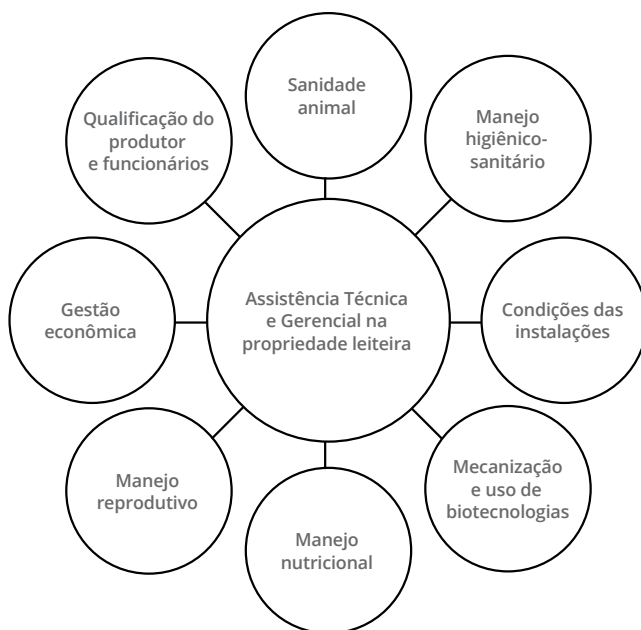 Sanidade
animal
Manejo
higiênico-
sanitário
Condições das
instalações
Mecanização
e uso de
biotecnologias
Manejo
nutricional
Manejo
reprodutivo
Gestão
econômica
Qualificação do
produtor
e funcionários
Assistência Técnica
e Gerencial na
propriedade leiteira